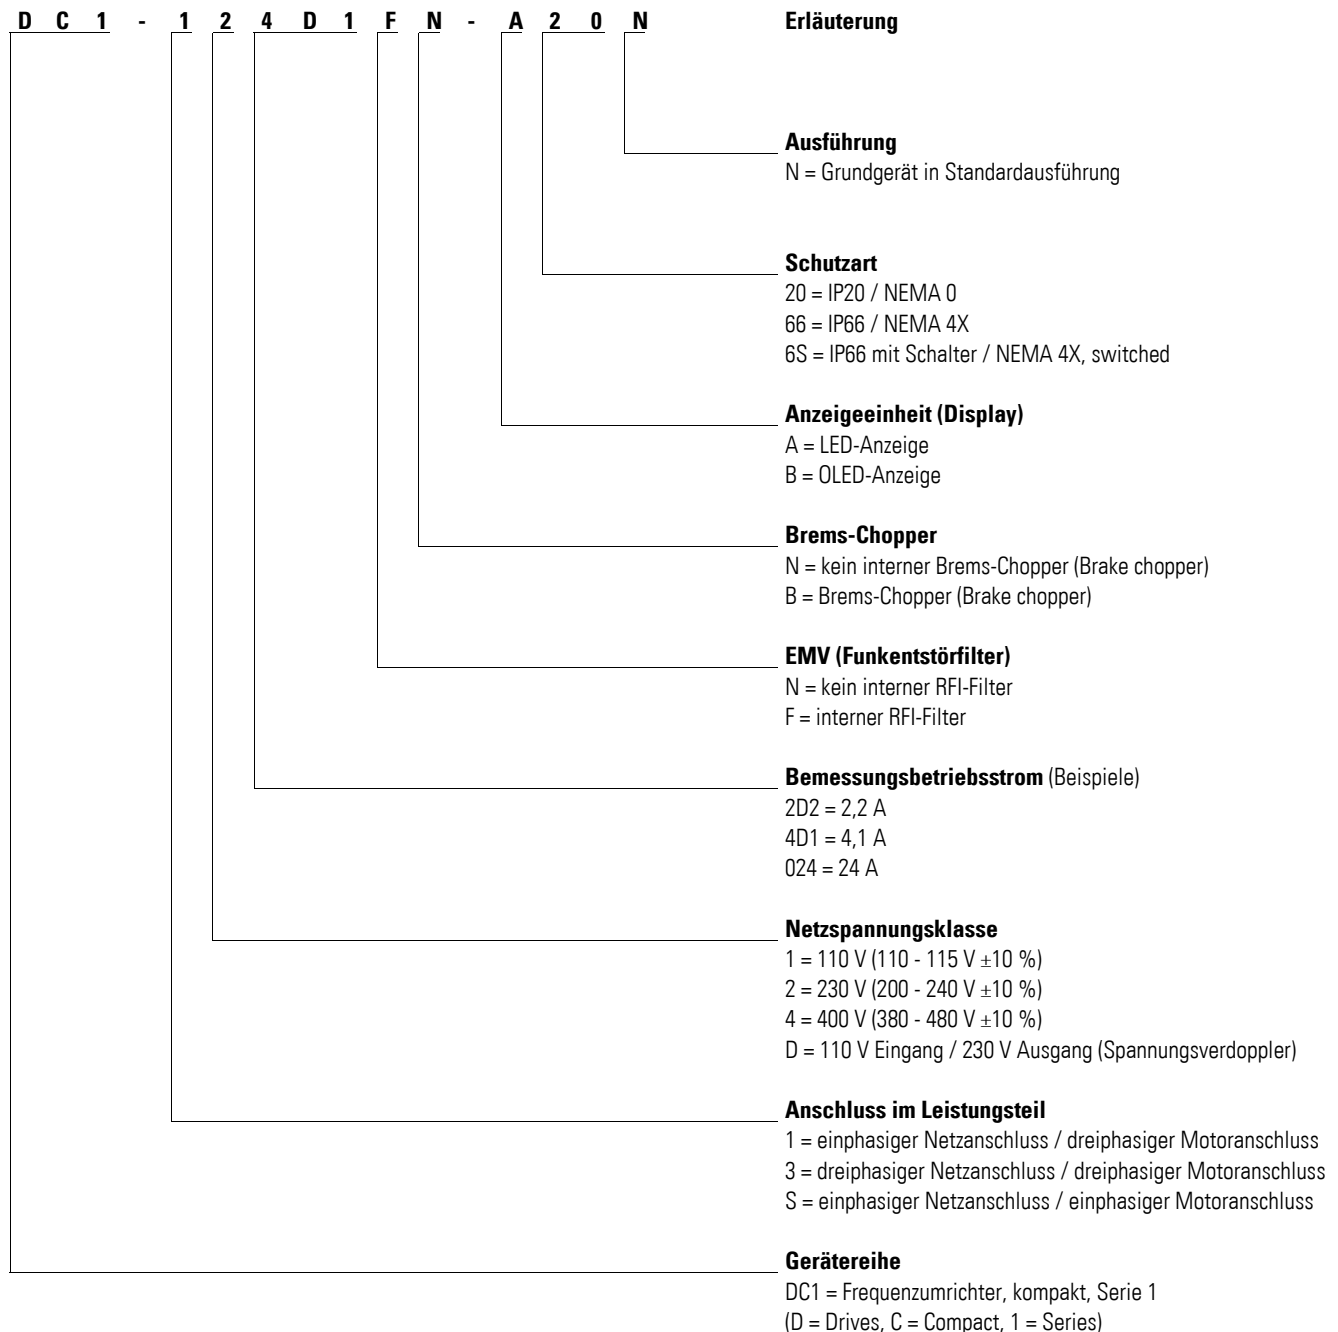 D C 1 - 1 2 4 D 1 F N - A 2 0 N Erläuterung
Ausführung
N = Grundgerät in Standardausführung
Schutzart
20 = IP20 / NEMA 0
66 = IP66 / NEMA 4X
6S = IP66 mit Schalter / NEMA 4X, switched
Anzeigeeinheit (Display)
A = LED-Anzeige
B = OLED-Anzeige
Brems-Chopper
N = kein interner Brems-Chopper (Brake chopper)
B = Brems-Chopper (Brake chopper)
EMV (Funkentstörfilter)
N = kein interner RFI-Filter
F = interner RFI-Filter
Bemessungsbetriebsstrom (Beispiele)
2D2 = 2,2 A
4D1 = 4,1 A
024 = 24 A
Netzspannungsklasse
1 = 110 V (110 - 115 V ±10 %)
2 = 230 V (200 - 240 V ±10 %)
4 = 400 V (380 - 480 V ±10 %)
D = 110 V Eingang / 230 V Ausgang (Spannungsverdoppler)
Anschluss im Leistungsteil
1 = einphasiger Netzanschluss / dreiphasiger Motoranschluss
3 = dreiphasiger Netzanschluss / dreiphasiger Motoranschluss
S = einphasiger Netzanschluss / einphasiger Motoranschluss
Gerätereihe
DC1 = Frequenzumrichter, kompakt, Serie 1
(D = Drives, C = Compact, 1 = Series)